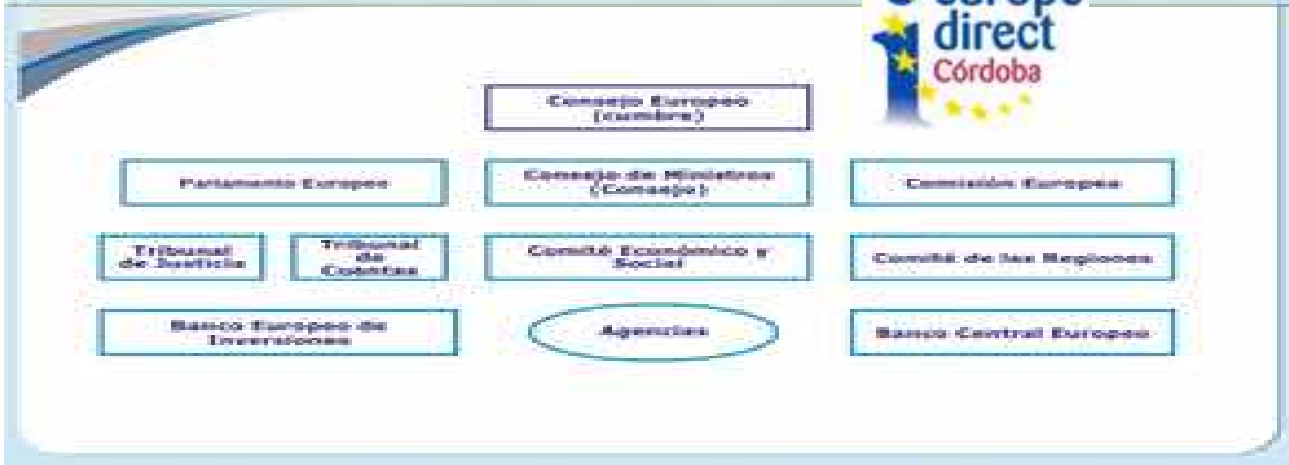 direct
Córdoba
Consejo Europeo
(cumbre)
Parlamento Europeo
Consejo de Ministros
(Consejo)
Comisión Europea
Tribunal
de Justicia
Tribunal
de
Cuentas
Comité Económico y
Social
Comité de las Regiones
Banco Europeo de
Inversiones
Agencias
Banco Central Europeo